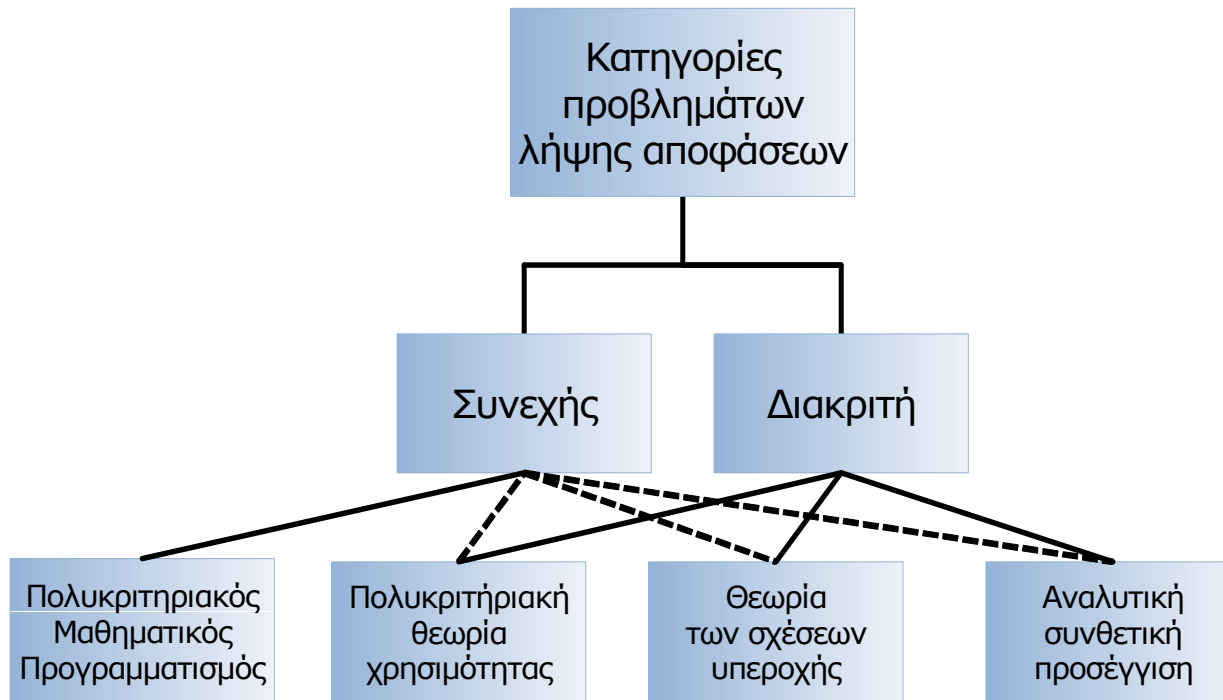 Κατηγορίες
προβλημάτων
λήψης αποφάσεων
Συνεχής
Διακριτή
Πολυκριτηριακός
Μαθηματικός
Προγραμματισμός
Πολυκριτήριακή
θεωρία
χρησιμότητας
Θεωρία
των σχέσεων
υπεροχής
Αναλυτική
συνθετική
προσέγγιση